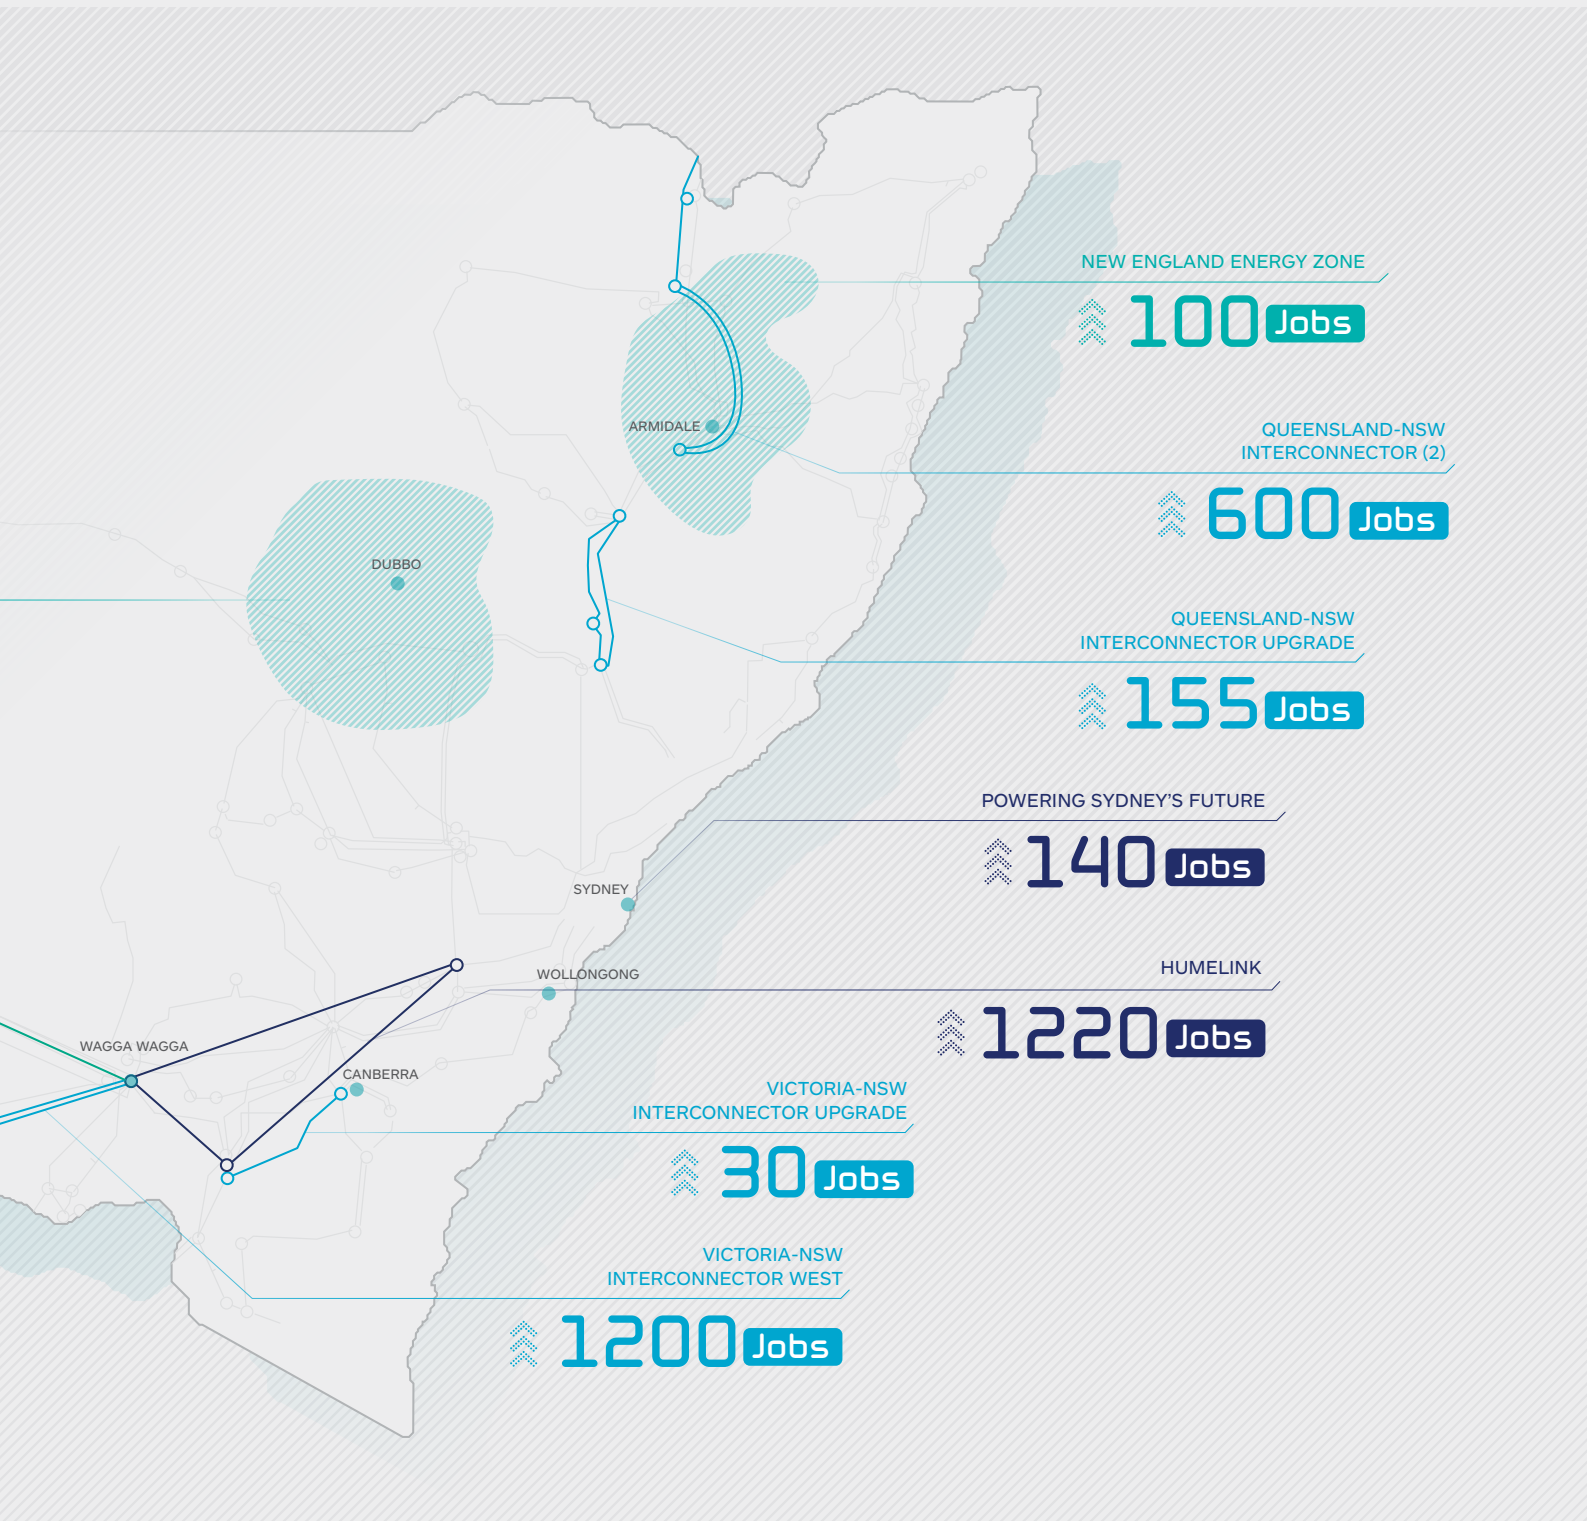 NEW ENGLAND ENERGY ZONE
100 Jobs
ARMIDALE
QUEENSLAND-NSW
INTERCONNECTOR (2)
600 Jobs
DUBBO
QUEENSLAND-NSW
INTERCONNECTOR UPGRADE
155 Jobs
POWERING SYDNEY’S FUTURE
140 Jobs
SYDNEY
HUMELINK
WOLLONGONG
1220 Jobs
WAGGA WAGGA
CANBERRA
VICTORIA-NSW
INTERCONNECTOR UPGRADE
30 Jobs
VICTORIA-NSW
INTERCONNECTOR WEST
1200 Jobs